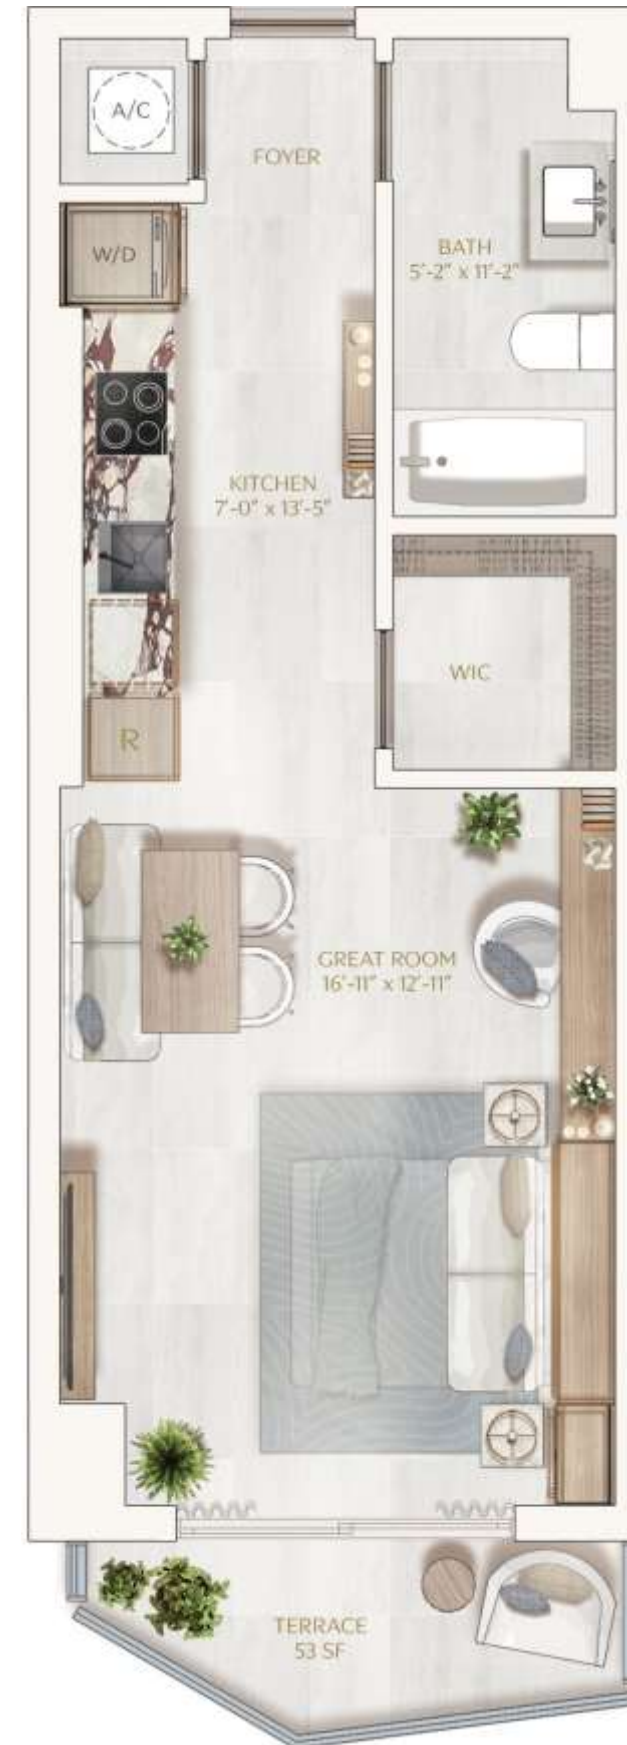 A/C
FOYER
W/D
BATH
5'-2" x 11'-2"
KITCHEN
7'-0" x 13'-5"
WIC
R
GREAT ROOM
16'-11" x 12'-11"
TERRACE
53 SF